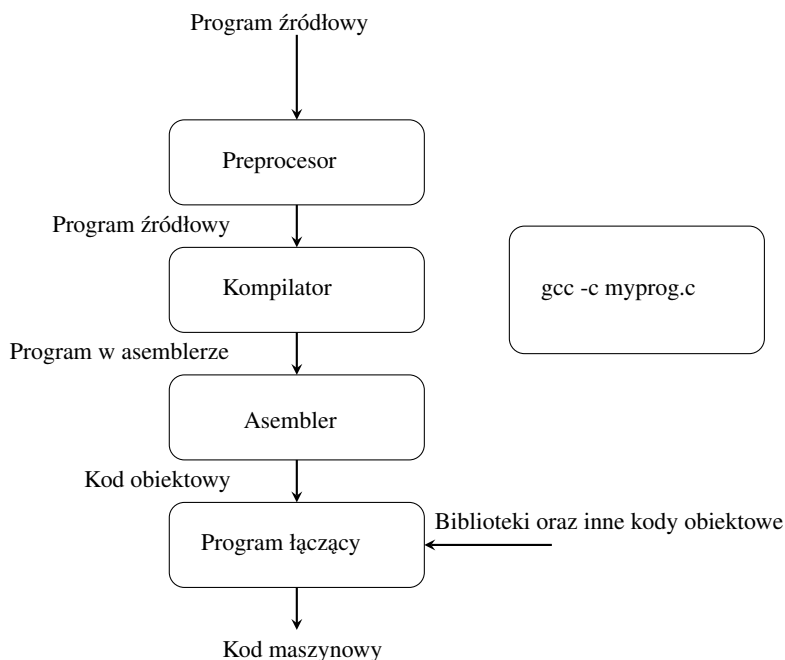 Program źródłowy
Preprocesor
Program źródłowy
Kompilator
gcc -c myprog.c
Program w asemblerze
Asembler
Kod obiektowy
Program łączący
Biblioteki oraz inne kody obiektowe
Kod maszynowy